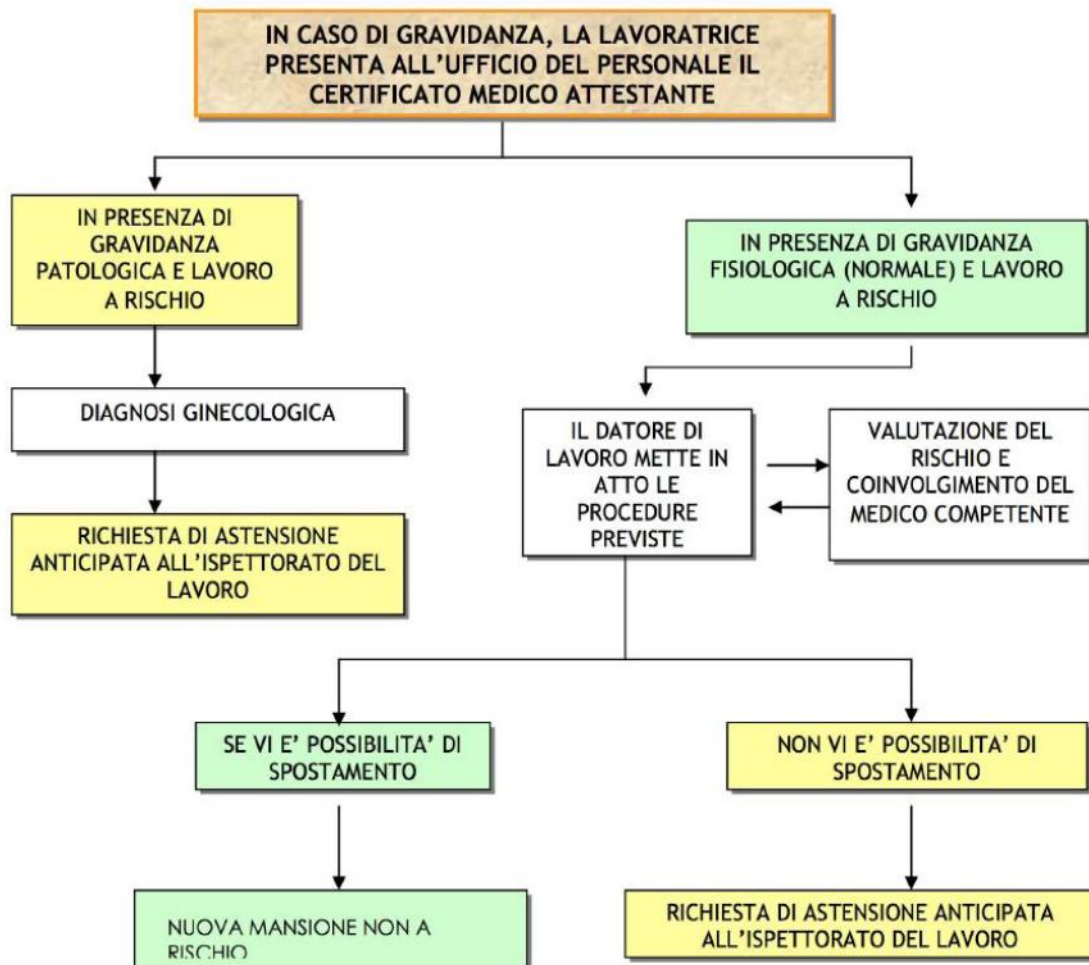 IN CASO DI GRAVIDANZA, LA LAVORATRICE
PRESENTA ALL'UFFICIO DEL PERSONALE IL
CERTIFICATO MEDICO ATTESTANTE
IN PRESENZA DI
GRAVIDANZA
PATOLOGICA E LAVORO
A RISCHIO
IN PRESENZA DI GRAVIDANZA
FISIOLOGICA (NORMALE) E LAVORO
A RISCHIO
DIAGNOSI GINECOLOGICA
IL DATORE DI
LAVORO METTE IN
ATTO LE
PROCEDURE
PREVISTE
VALUTAZIONE DEL
RISCHIO E
COINVOLGIMENTO DEL
MEDICO COMPETENTE
RICHIESTA DI ASTENSIONE
ANTICIPATA ALL'ISPETTORATO DEL
LAVORO
SE VI E' POSSIBILITA' DI
SPOSTAMENTO
NON VI E' POSSIBILITA' DI
SPOSTAMENTO
NUOVA MANSIONE NON A
RISCHIO
RICHIESTA DI ASTENSIONE ANTICIPATA
ALL'ISPETTORATO DEL LAVORO